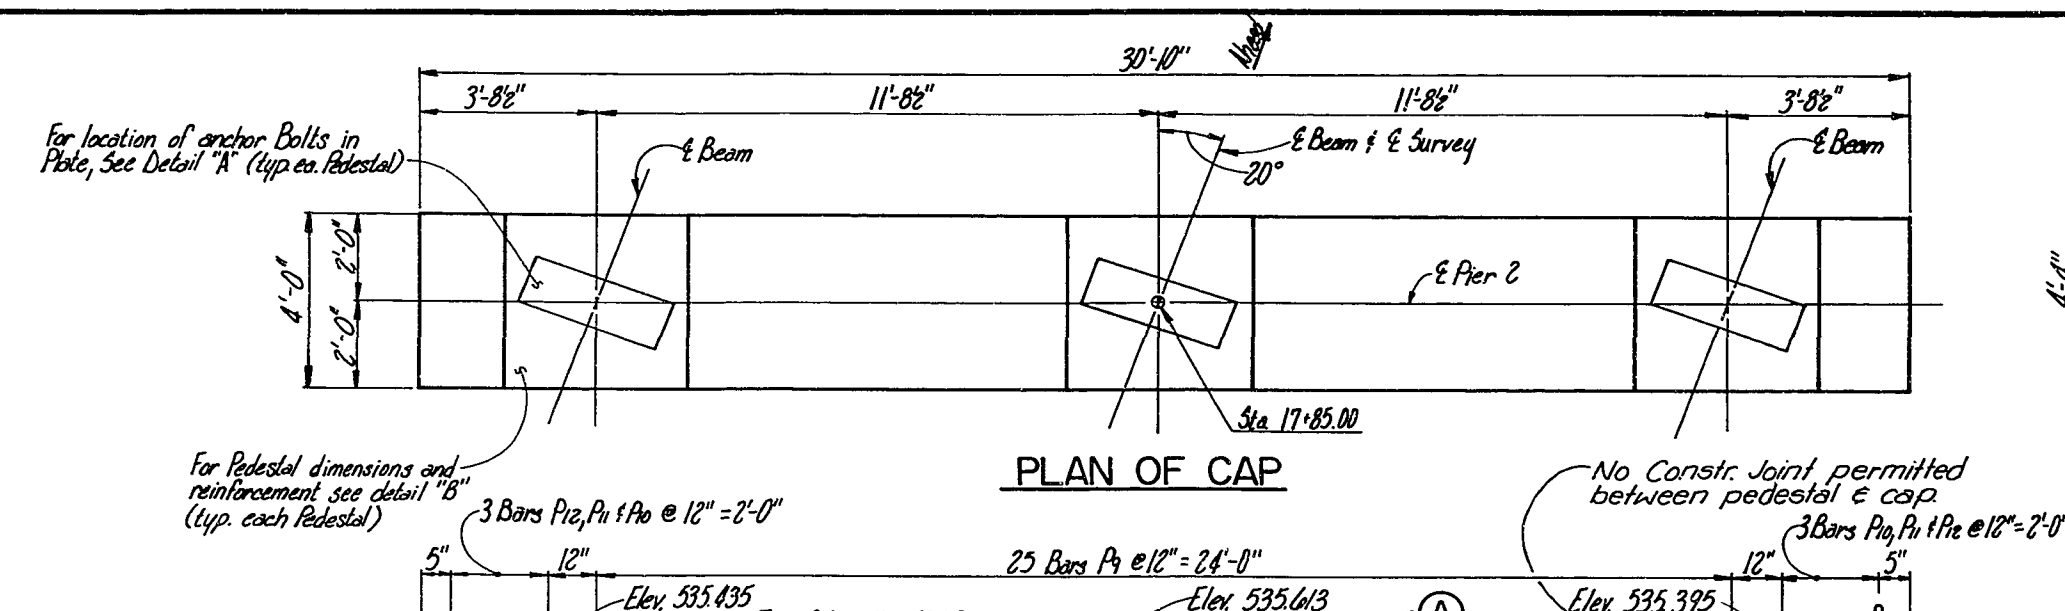 30'-10"
3'-8½"
11'-8½"
11'-8½"
3'-8½"
For location of anchor Bolts in
Plate, See Detail "A" (typ. ea. Pedestal)
℄ Beam
℄ Beam & ℄ Survey
20°
℄ Beam
4'-0"
2'-0"
2'-0"
℄ Pier 2
4'-0"
Sta 17+85.00
PLAN OF CAP
For Pedestal dimensions and
reinforcement see detail "B"
(typ. each Pedestal)
No Constr. Joint permitted
between pedestal & cap.
3 Bars P12, P11 & P10 @ 12" = 2'-0"
3 Bars P10, P11 & P12 @ 12" = 2'-0"
5"
12"
25 Bars P9 @ 12" = 24'-0"
12"
5"
Elev. 535.435
Elev. 535.613
A
Elev. 535.395